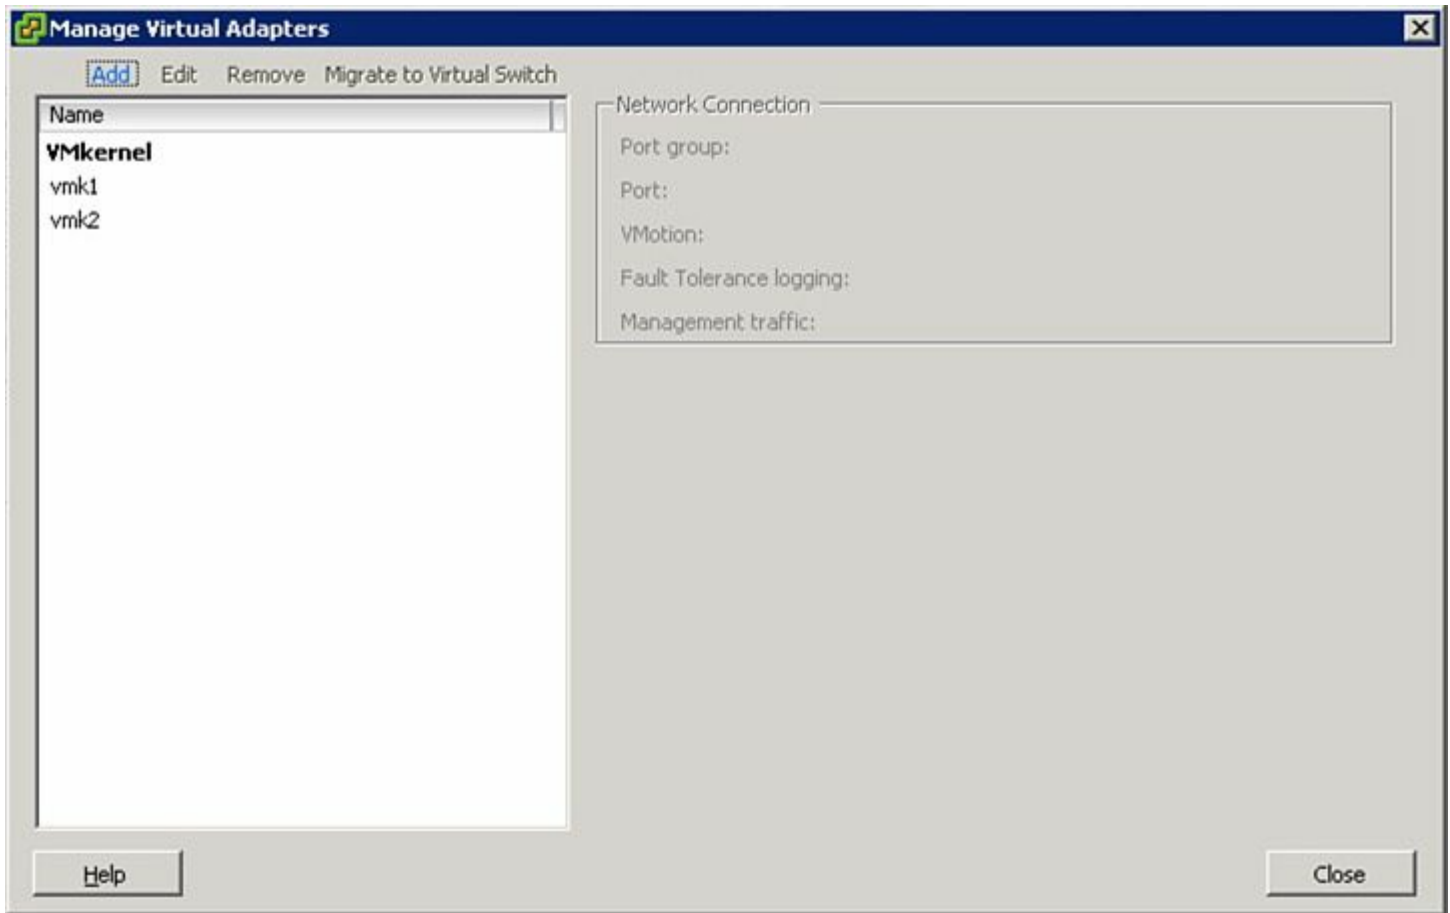 Manage Virtual Adapters
Add Edit Remove Migrate to Virtual Switch
Name
VMkernel
vmk1
vmk2
Network Connection
Port group:
Port:
VMotion:
Fault Tolerance logging:
Management traffic:
Help
Close